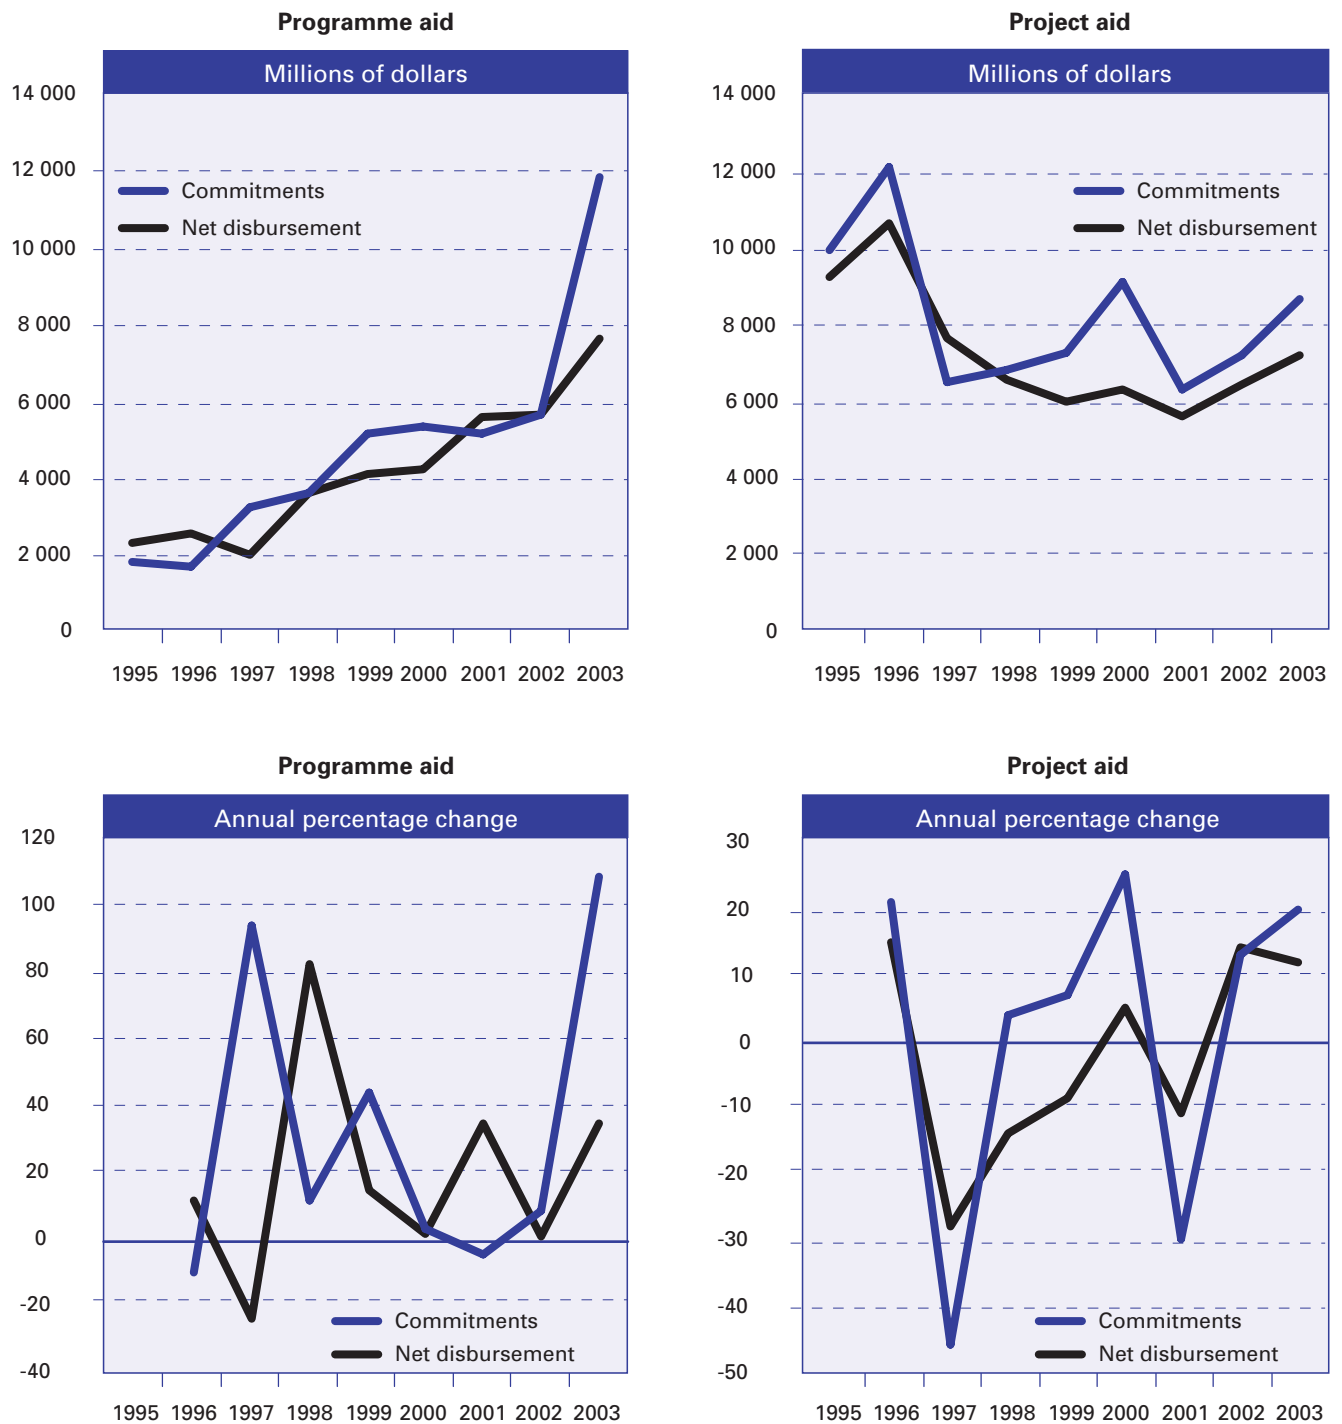 Programme aid
Millions of dollars
14 000
12 000
10 000
8 000
6 000
4 000
2 000
0
Commitments
Net disbursement
1995 1996 1997 1998 1999 2000 2001 2002 2003
Project aid
Millions of dollars
14 000
12 000
10 000
8 000
6 000
4 000
2 000
0
Commitments
Net disbursement
1995 1996 1997 1998 1999 2000 2001 2002 2003
Programme aid
Annual percentage change
120
100
80
60
40
20
0
-20
-40
Commitments
Net disbursement
1995 1996 1997 1998 1999 2000 2001 2002 2003
Project aid
Annual percentage change
30
20
10
0
-10
-20
-30
-40
-50
Commitments
Net disbursement
1995 1996 1997 1998 1999 2000 2001 2002 2003